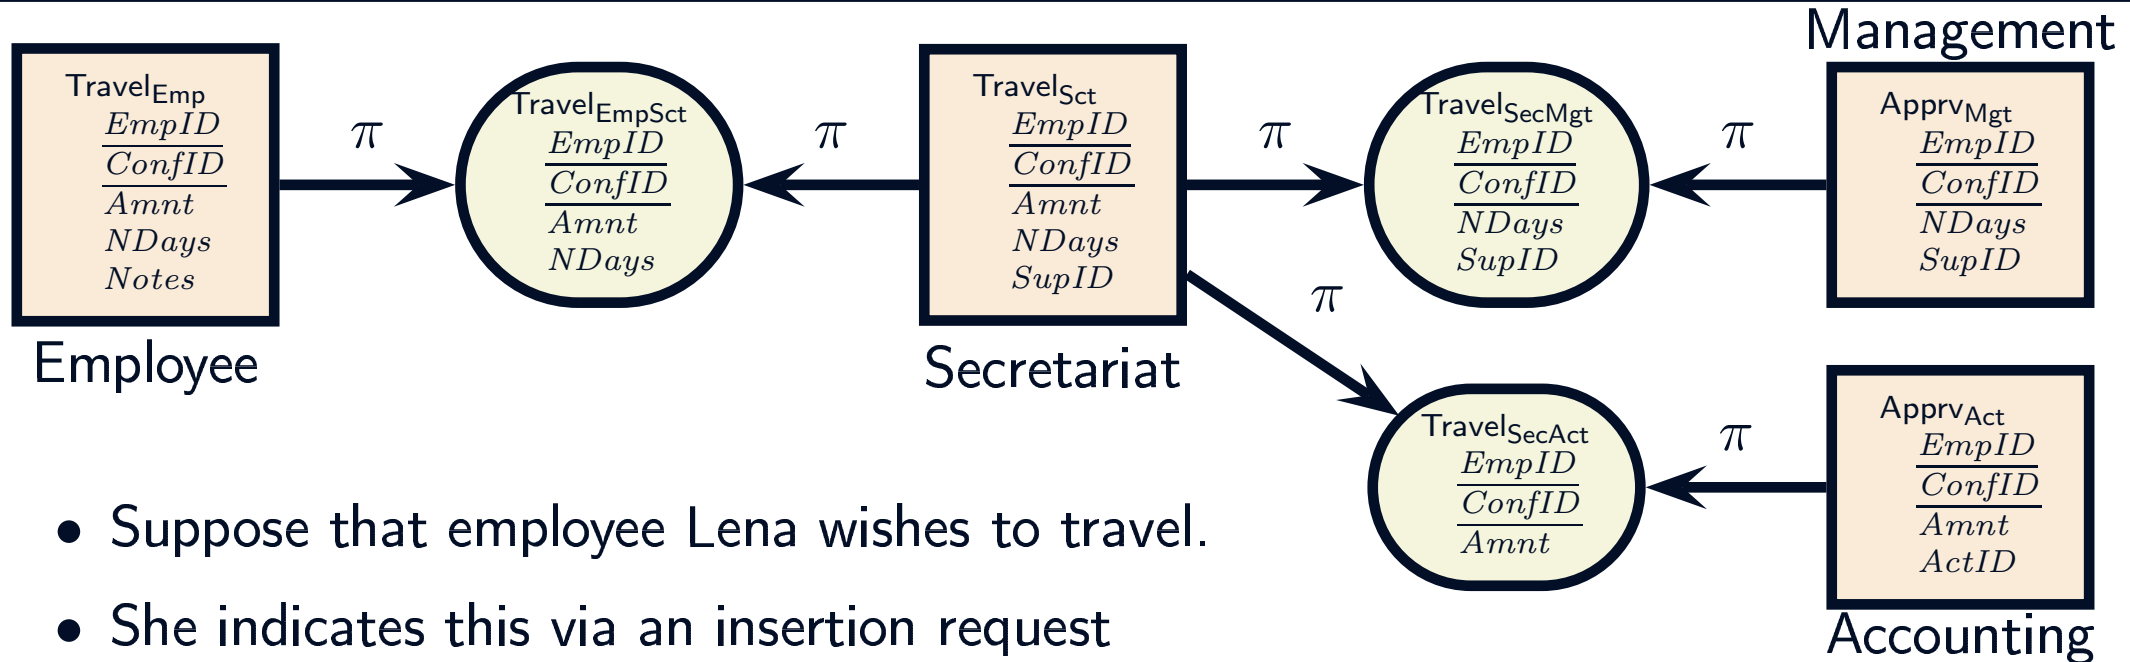 Travel_Emp
EmpID
ConfID
Amnt
NDays
Notes
Employee
π
Travel_EmpSct
EmpID
ConfID
Amnt
NDays
π
Travel_Sct
EmpID
ConfID
Amnt
NDays
SupID
Secretariat
π
Travel_SecMgt
EmpID
ConfID
NDays
SupID
π
Management
Apprv_Mgt
EmpID
ConfID
NDays
SupID
π
Travel_SecAct
EmpID
ConfID
Amnt
π
Apprv_Act
EmpID
ConfID
Amnt
ActID
Accounting
• Suppose that employee Lena wishes to travel.
• She indicates this via an insertion request